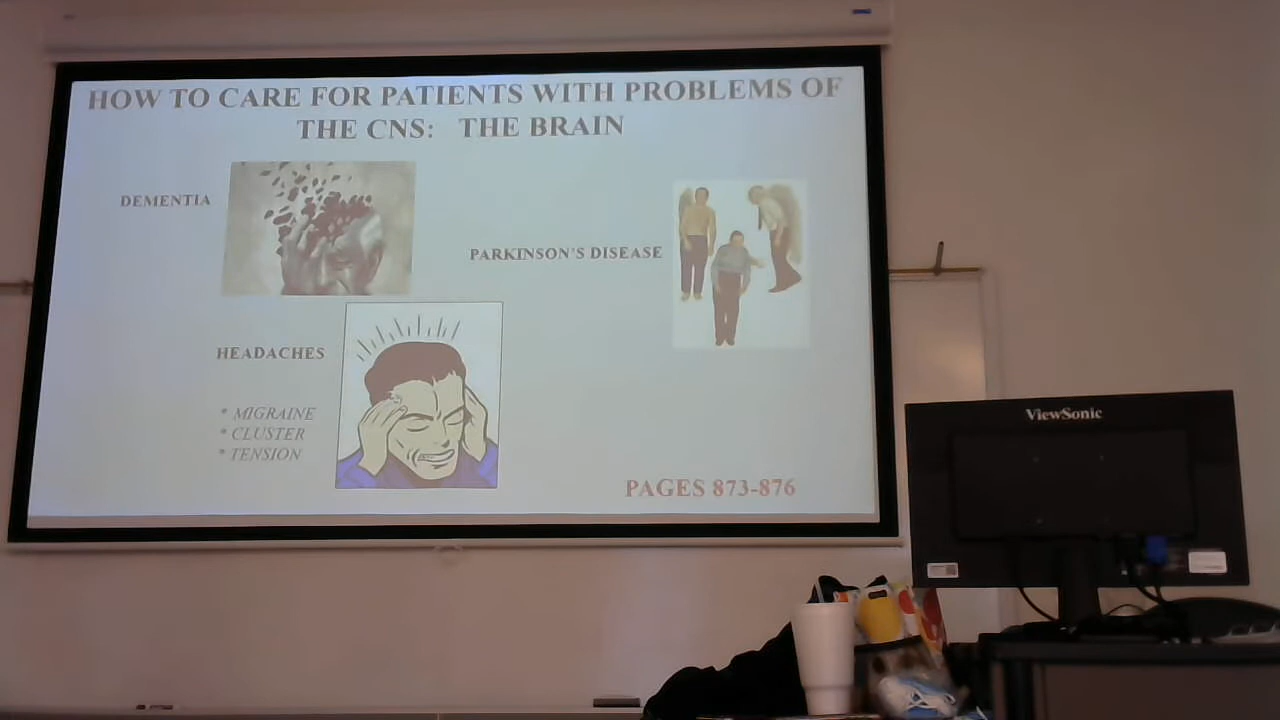 HOW TO CARE FOR PATIENTS WITH PROBLEMS OF
THE CNS: THE BRAIN
DEMENTIA
PARKINSON'S DISEASE
HEADACHES
* MIGRAINE
* CLUSTER
* TENSION
PAGES 873-876
ViewSonic